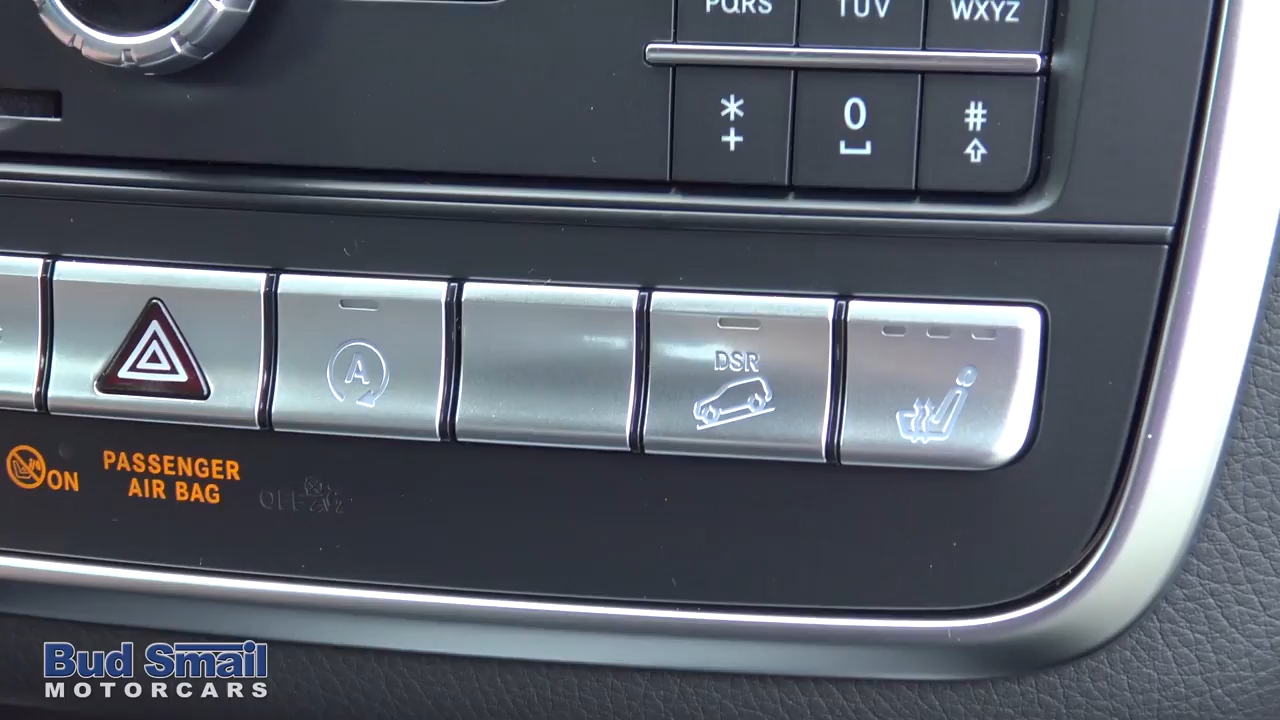 PQRS TUV WXYZ
* 0 #
+
A
DSR
ON PASSENGER
AIR BAG
OFF
Bud Smail
MOTORCARS